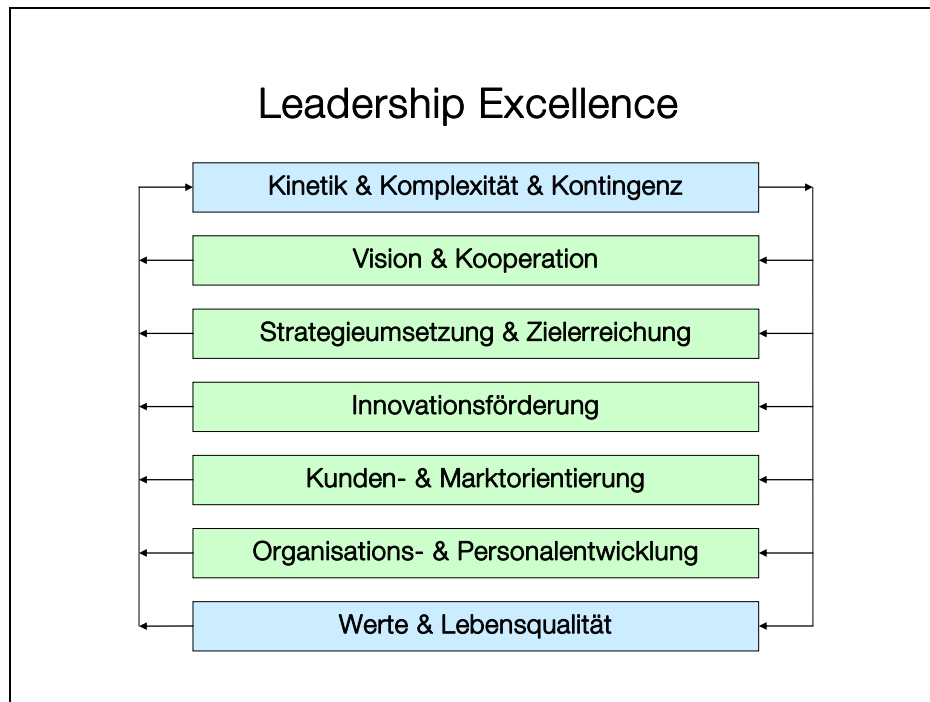 Leadership Excellence
Kinetik & Komplexität & Kontingenz
Vision & Kooperation
Strategieumsetzung & Zielerreichung
Innovationsförderung
Kunden- & Marktorientierung
Organisations- & Personalentwicklung
Werte & Lebensqualität